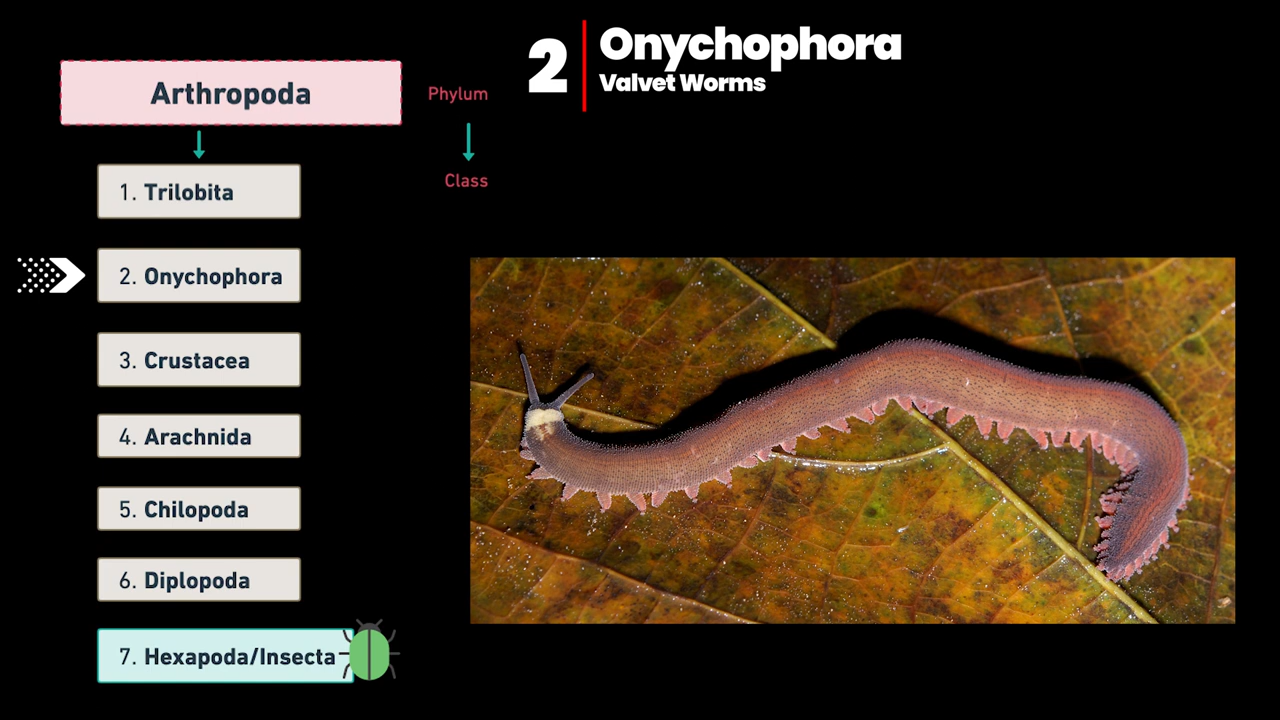 2
Onychophora
Valvet Worms
Arthropoda
Phylum
Class
1. Trilobita
2. Onychophora
3. Crustacea
4. Arachnida
5. Chilopoda
6. Diplopoda
7. Hexapoda/Insecta